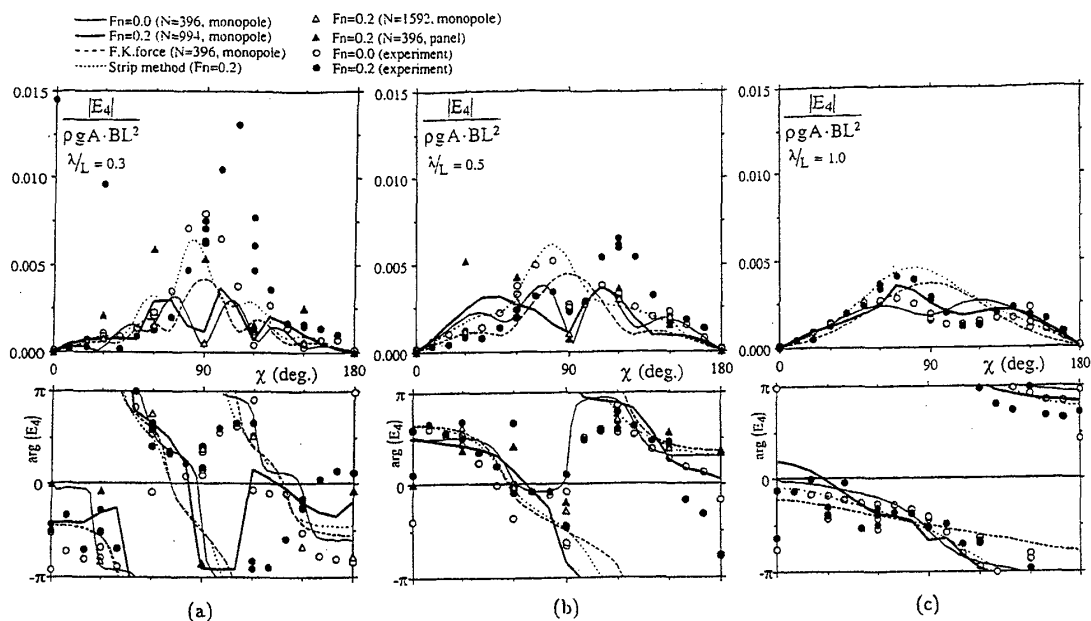 Fn=0.0 (N=396, monopole)
Fn=0.2 (N=994, monopole)
F.K.force (N=396, monopole)
Strip method (Fn=0.2)
Fn=0.2 (N=1592, monopole)
Fn=0.2 (N=396, panel)
Fn=0.0 (experiment)
Fn=0.2 (experiment)
0.015
0.010
0.005
0.000
|E₄|
ρgA·BL²
λ/L = 0.3
0
90
180
χ (deg.)
π
0
-π
arg {E₄}
(a)
0.015
0.010
0.005
0.000
|E₄|
ρgA·BL²
λ/L = 0.5
0
90
180
χ (deg.)
π
0
-π
arg {E₄}
(b)
0.015
0.010
0.005
0.000
|E₄|
ρgA·BL²
λ/L = 1.0
0
90
180
χ (deg.)
π
0
-π
arg {E₄}
(c)